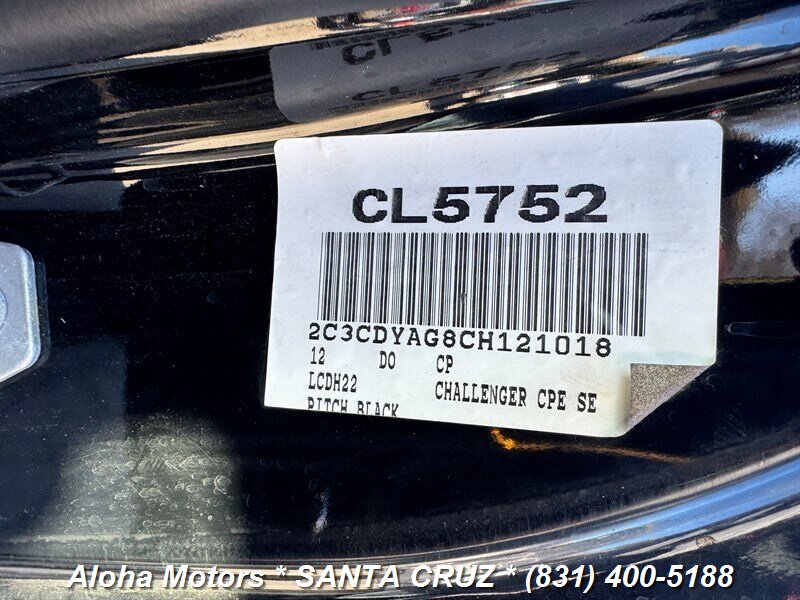 CL5752
2C3CDYAG8CH121018
12 DO CP
LCDH22 CHALLENGER CPE SE
PITCH BLACK
Aloha Motors * SANTA CRUZ * (831) 400-5188